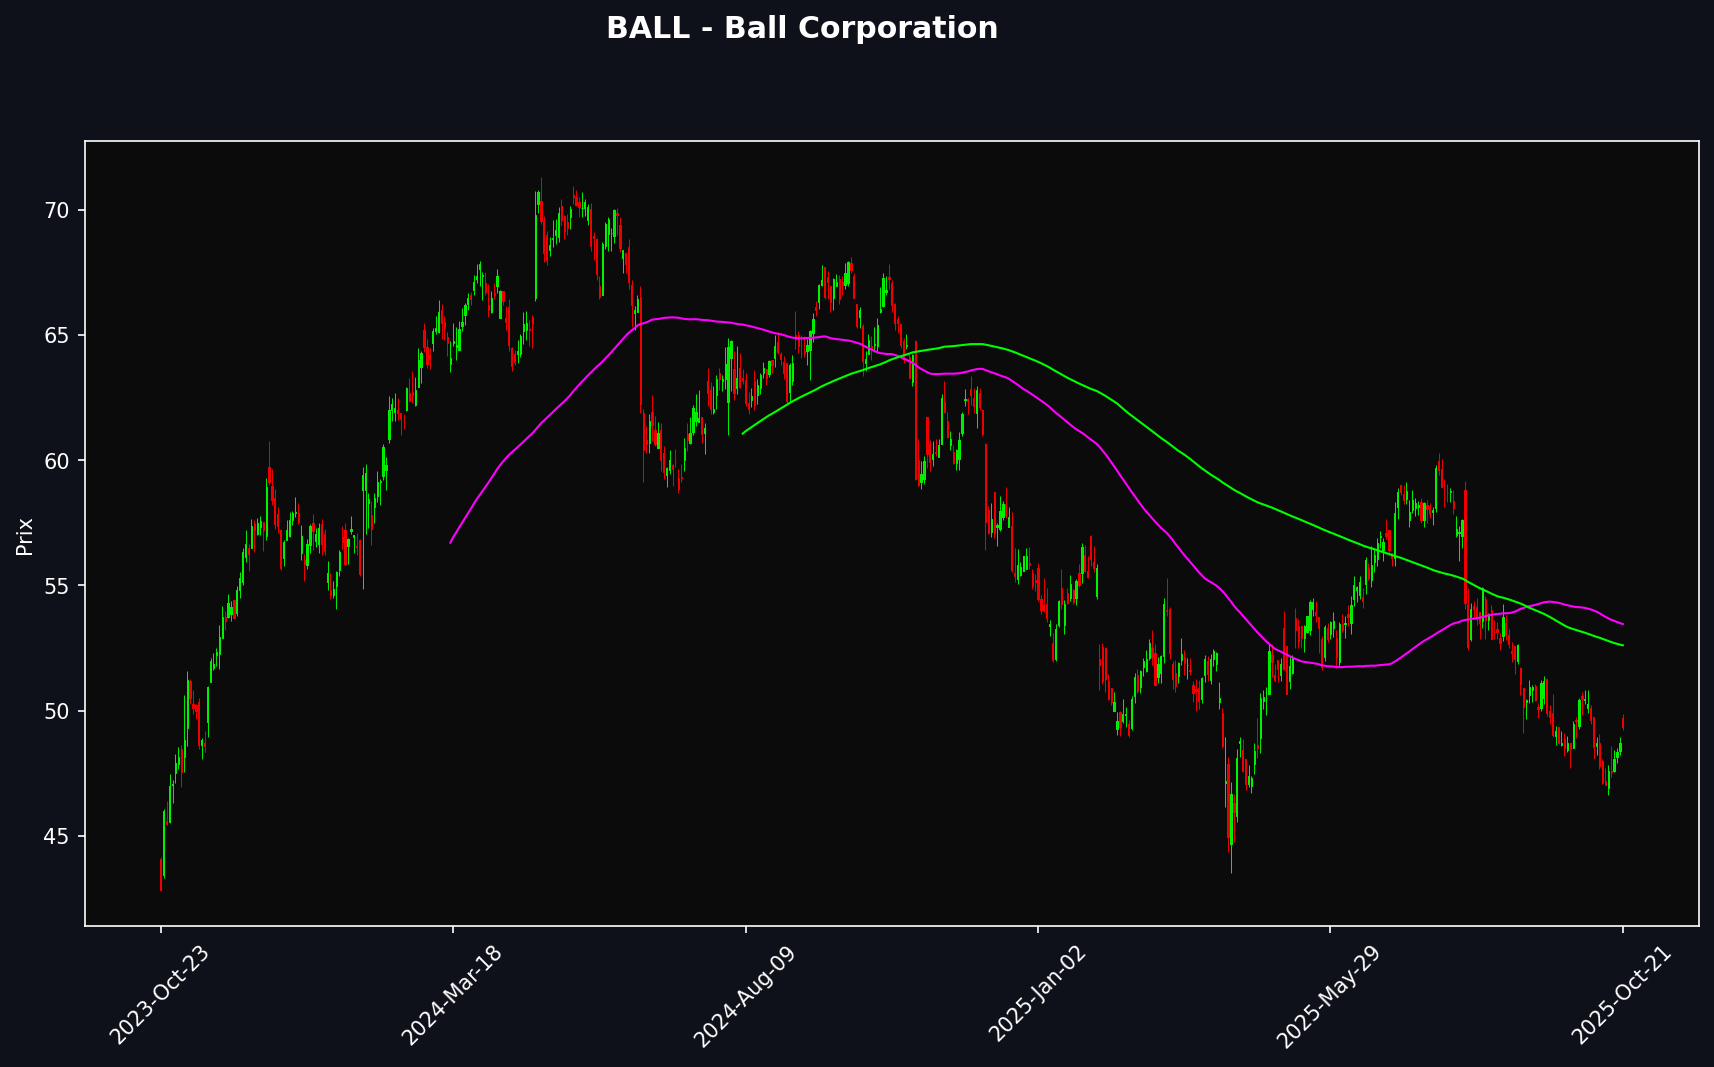 BALL - Ball Corporation
Prix
70
65
60
55
50
45
2023-Oct-23
2024-Mar-18
2024-Aug-09
2025-Jan-02
2025-May-29
2025-Oct-21